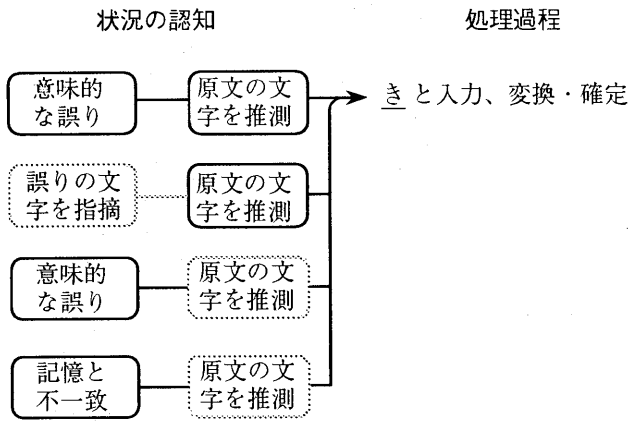 状況の認知
処理過程
意味的
な誤り
原文の文
字を推測
きと入力、変換・確定
誤りの文
字を指摘
原文の文
字を推測
意味的
な誤り
原文の文
字を推測
記憶と
不一致
原文の文
字を推測